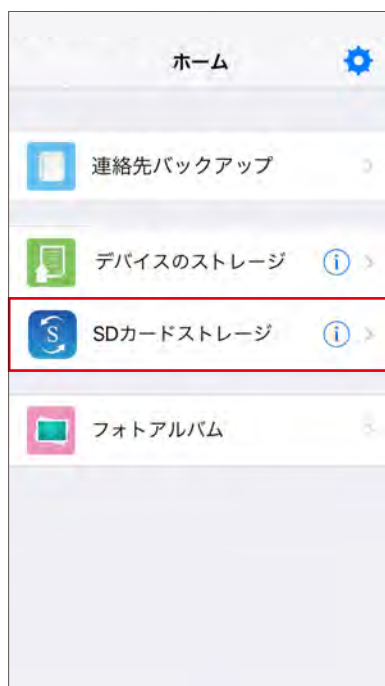 ホーム
連絡先バックアップ
デバイスのストレージ
SDカードストレージ
フォトアルバム